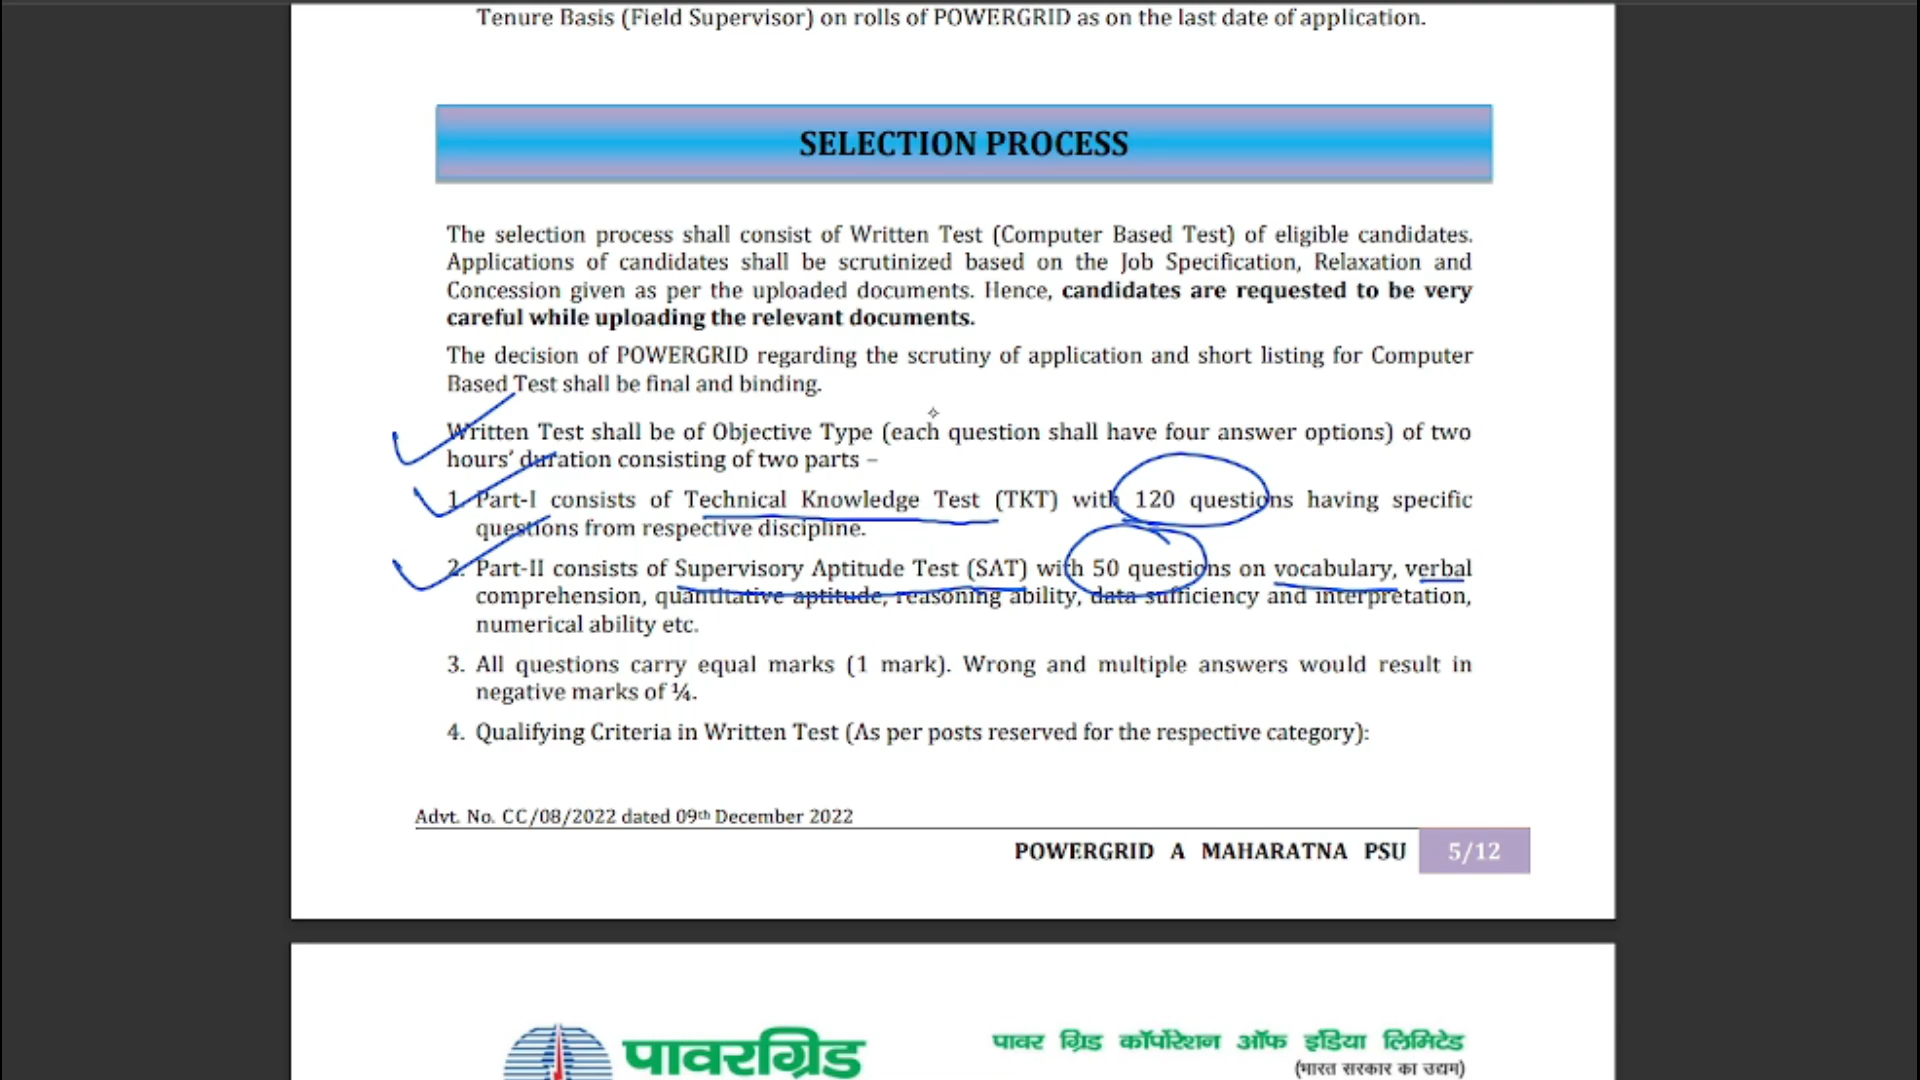 Tenure Basis (Field Supervisor) on rolls of POWERGRID as on the last date of application.
SELECTION PROCESS
The selection process shall consist of Written Test (Computer Based Test) of eligible candidates.
Applications of candidates shall be scrutinized based on the Job Specification, Relaxation and
Concession given as per the uploaded documents. Hence, candidates are requested to be very
careful while uploading the relevant documents.
The decision of POWERGRID regarding the scrutiny of application and short listing for Computer
Based Test shall be final and binding.
Written Test shall be of Objective Type (each question shall have four answer options) of two
hours' duration consisting of two parts –
1. Part-I consists of Technical Knowledge Test (TKT) with 120 questions having specific
questions from respective discipline.
2. Part-II consists of Supervisory Aptitude Test (SAT) with 50 questions on vocabulary, verbal
comprehension, quantitative aptitude, reasoning ability, data sufficiency and interpretation,
numerical ability etc.
3. All questions carry equal marks (1 mark). Wrong and multiple answers would result in
negative marks of ¼.
4. Qualifying Criteria in Written Test (As per posts reserved for the respective category):
Advt. No. CC/08/2022 dated 09th December 2022
POWERGRID A MAHARATNA PSU 5/12
पावरग्रिड
पावर ग्रिड कॉर्पोरेशन ऑफ इंडिया लिमिटेड
(भारत सरकार का उद्यम)